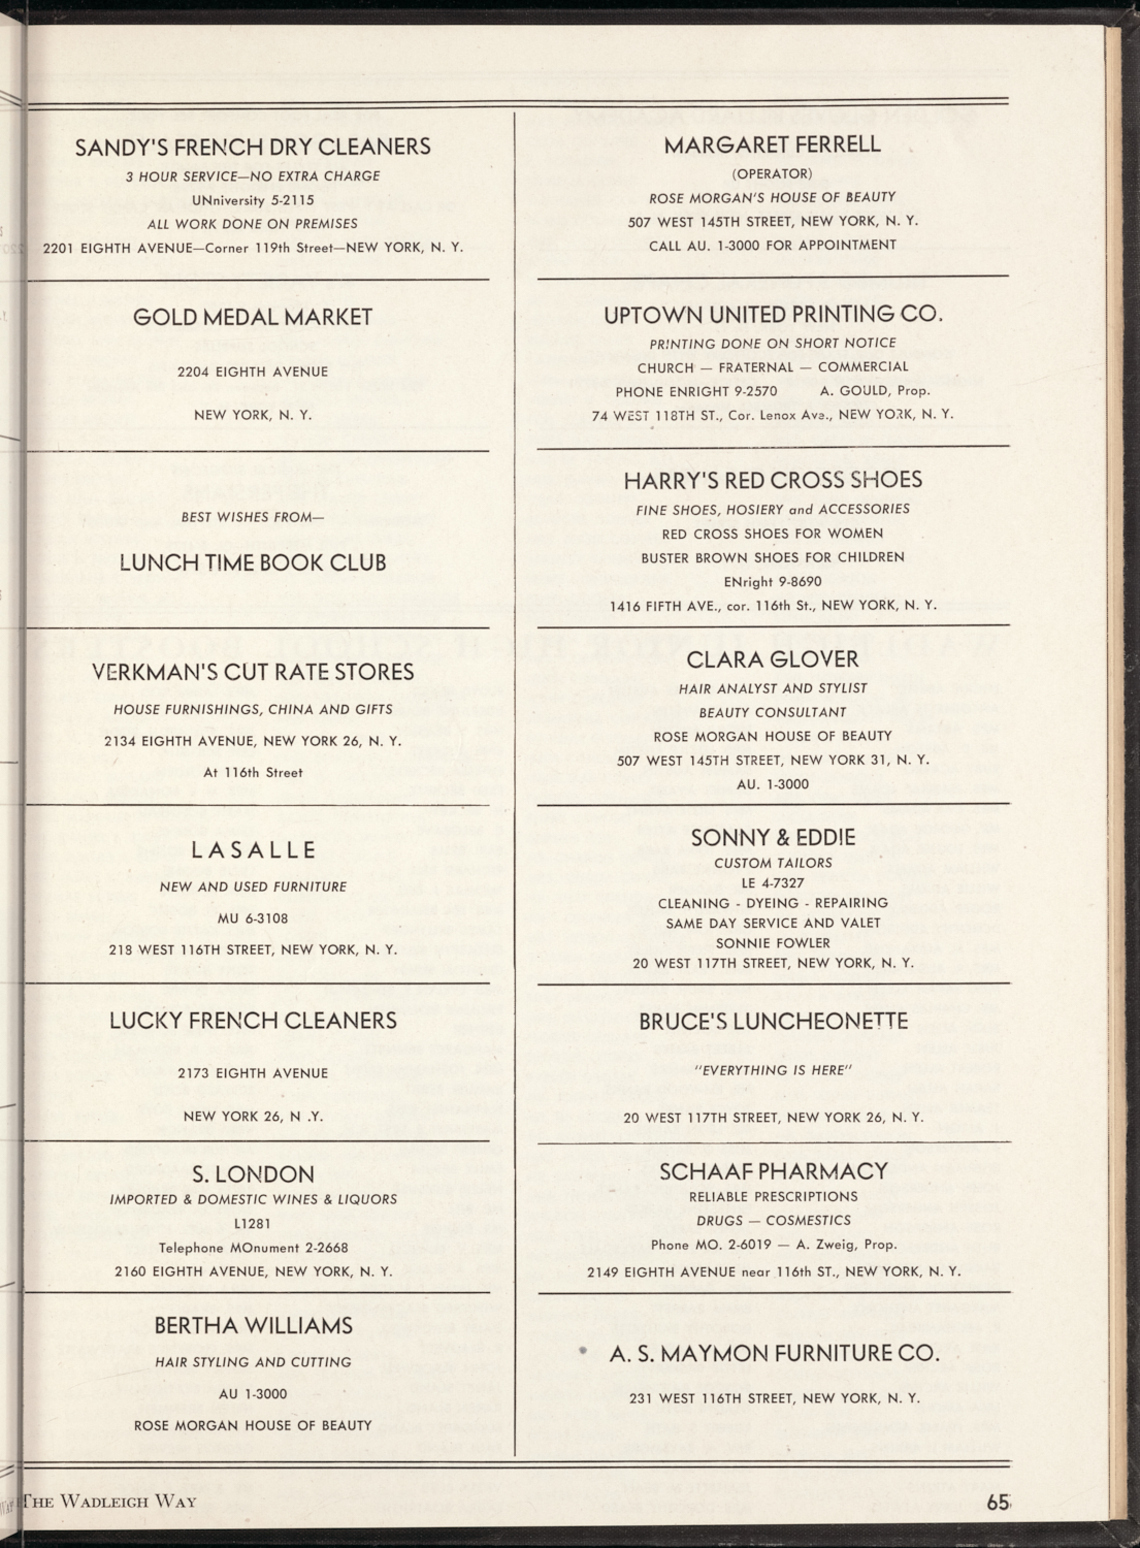 SANDY'S FRENCH DRY CLEANERS
3 HOUR SERVICE—NO EXTRA CHARGE
UNniversity 5-2115
ALL WORK DONE ON PREMISES
2201 EIGHTH AVENUE—Corner 119th Street—NEW YORK, N. Y.
GOLD MEDAL MARKET
2204 EIGHTH AVENUE
NEW YORK, N. Y.
BEST WISHES FROM—
LUNCH TIME BOOK CLUB
VERKMAN'S CUT RATE STORES
HOUSE FURNISHINGS, CHINA AND GIFTS
2134 EIGHTH AVENUE, NEW YORK 26, N. Y.
At 116th Street
LASALLE
NEW AND USED FURNITURE
MU 6-3108
218 WEST 116TH STREET, NEW YORK, N. Y.
LUCKY FRENCH CLEANERS
2173 EIGHTH AVENUE
NEW YORK 26, N .Y.
S. LONDON
IMPORTED & DOMESTIC WINES & LIQUORS
L1281
Telephone MOnument 2-2668
2160 EIGHTH AVENUE, NEW YORK, N. Y.
BERTHA WILLIAMS
HAIR STYLING AND CUTTING
AU 1-3000
ROSE MORGAN HOUSE OF BEAUTY
MARGARET FERRELL
(OPERATOR)
ROSE MORGAN'S HOUSE OF BEAUTY
507 WEST 145TH STREET, NEW YORK, N. Y.
CALL AU. 1-3000 FOR APPOINTMENT
UPTOWN UNITED PRINTING CO.
PRINTING DONE ON SHORT NOTICE
CHURCH — FRATERNAL — COMMERCIAL
PHONE ENRIGHT 9-2570 A. GOULD, Prop.
74 WEST 118TH ST., Cor. Lenox Ave., NEW YORK, N. Y.
HARRY'S RED CROSS SHOES
FINE SHOES, HOSIERY and ACCESSORIES
RED CROSS SHOES FOR WOMEN
BUSTER BROWN SHOES FOR CHILDREN
ENright 9-8690
1416 FIFTH AVE., cor. 116th St., NEW YORK, N. Y.
CLARA GLOVER
HAIR ANALYST AND STYLIST
BEAUTY CONSULTANT
ROSE MORGAN HOUSE OF BEAUTY
507 WEST 145TH STREET, NEW YORK 31, N. Y.
AU. 1-3000
SONNY & EDDIE
CUSTOM TAILORS
LE 4-7327
CLEANING - DYEING - REPAIRING
SAME DAY SERVICE AND VALET
SONNIE FOWLER
20 WEST 117TH STREET, NEW YORK, N. Y.
BRUCE'S LUNCHEONETTE
"EVERYTHING IS HERE"
20 WEST 117TH STREET, NEW YORK 26, N. Y.
SCHAAF PHARMACY
RELIABLE PRESCRIPTIONS
DRUGS — COSMESTICS
Phone MO. 2-6019 — A. Zweig, Prop.
2149 EIGHTH AVENUE near 116th ST., NEW YORK, N. Y.
A. S. MAYMON FURNITURE CO.
231 WEST 116TH STREET, NEW YORK, N. Y.
THE WADLEIGH WAY
65